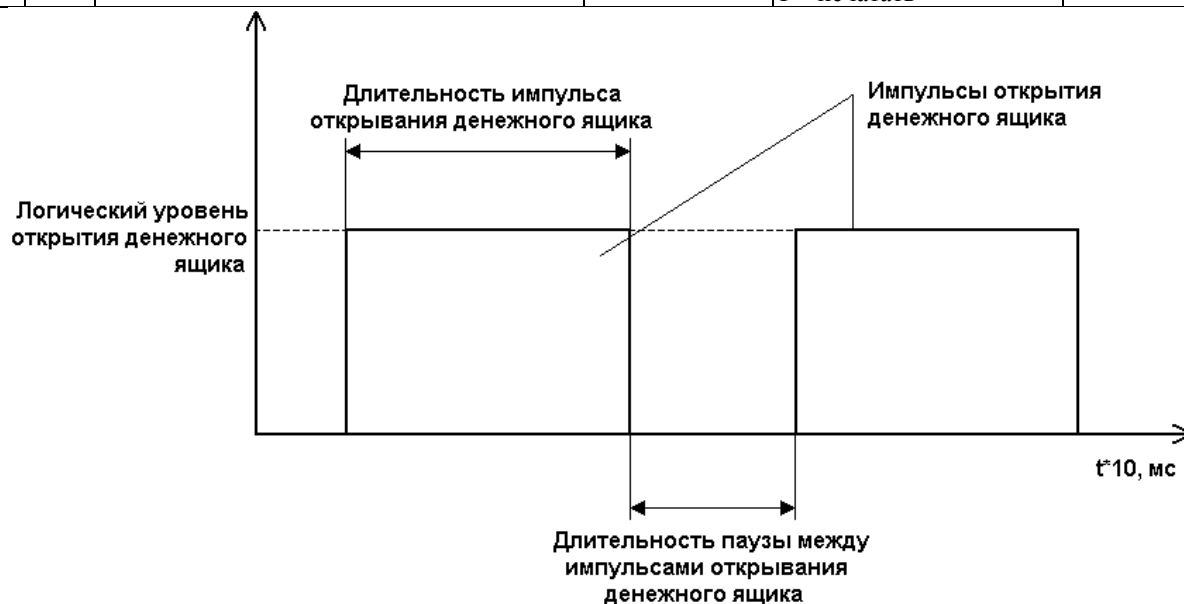 Длительность импульса
открывания денежного ящика
Импульсы открытия
денежного ящика
Логический уровень
открытия денежного
ящика
t*10, мс
Длительность паузы между
импульсами открывания
денежного ящика